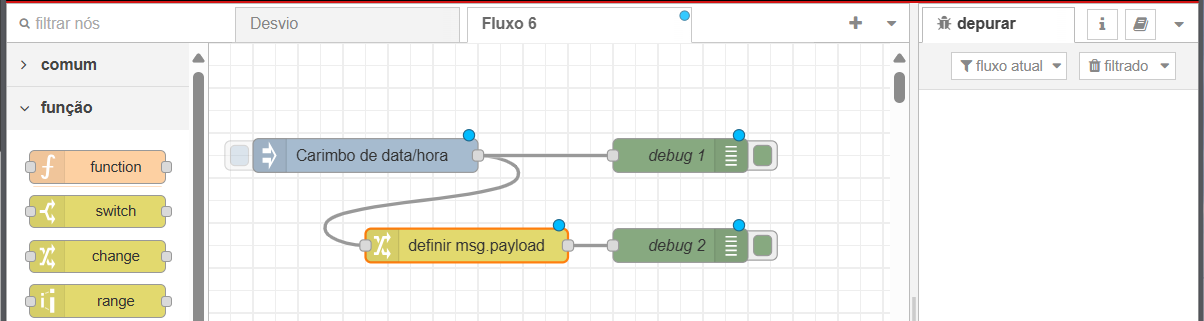 filtrar nós
Desvio
Fluxo 6
depurar
comum
fluxo atual
filtrado
função
function
switch
change
range
Carimbo de data/hora
debug 1
definir msg.payload
debug 2